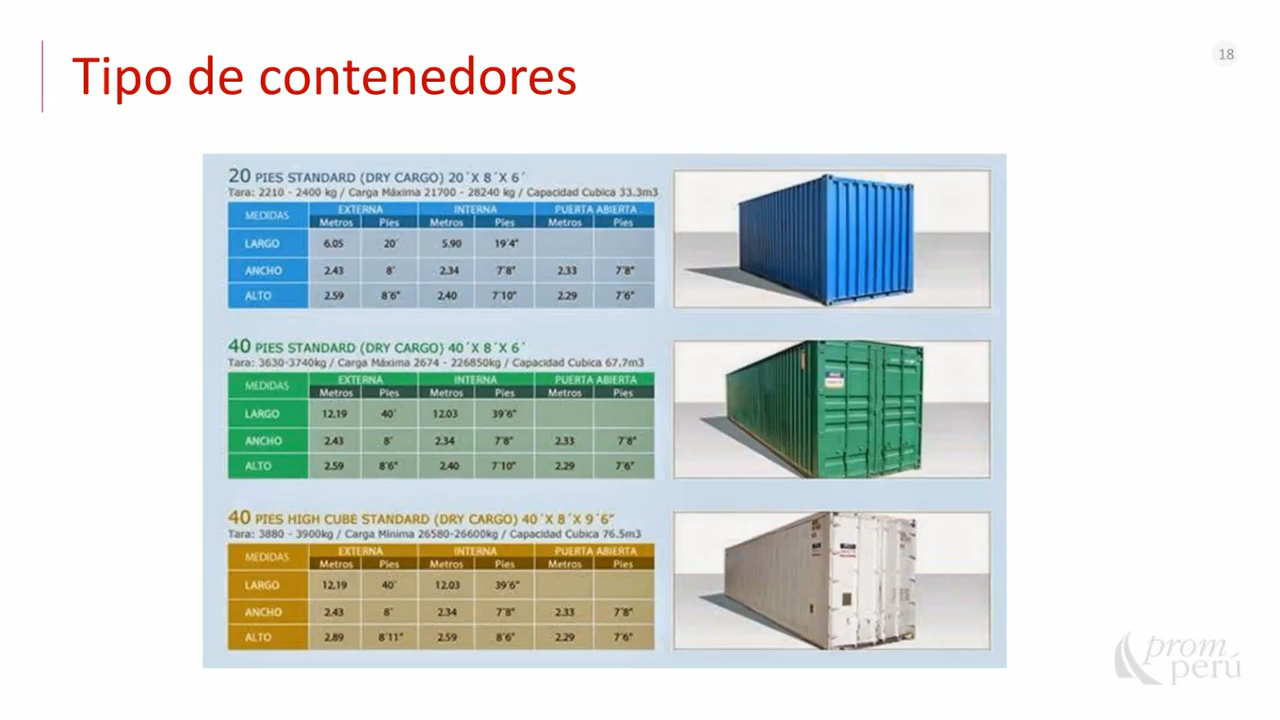 Tipo de contenedores
18
20 PIES STANDARD (DRY CARGO) 20´X 8´X 6´
Tara: 2210 - 2400 kg / Carga Máxima 21700 - 28240 kg / Capacidad Cubica 33.3m3
MEDIDAS EXTERNA INTERNA PUERTA ABIERTA
Metros Pies Metros Pies Metros Pies
LARGO 6.05 20´ 5.90 19´4"
ANCHO 2.43 8´ 2.34 7´8" 2.33 7´8"
ALTO 2.59 8´6" 2.40 7´10" 2.29 7´6"
40 PIES STANDARD (DRY CARGO) 40´X 8´X 6´
Tara: 3630-3740kg / Carga Máxima 2674 - 226850kg / Capacidad Cubica 67.7m3
MEDIDAS EXTERNA INTERNA PUERTA ABIERTA
Metros Pies Metros Pies Metros Pies
LARGO 12.19 40´ 12.03 39´6"
ANCHO 2.43 8´ 2.34 7´8" 2.33 7´8"
ALTO 2.59 8´6" 2.40 7´10" 2.29 7´6"
40 PIES HIGH CUBE STANDARD (DRY CARGO) 40´X 8´X 9´6"
Tara: 3880 - 3900kg / Carga Mínima 26580-26600kg / Capacidad Cubica 76.5m3
MEDIDAS EXTERNA INTERNA PUERTA ABIERTA
Metros Pies Metros Pies Metros Pies
LARGO 12.19 40´ 12.03 39´6"
ANCHO 2.43 8´ 2.34 7´8" 2.33 7´8"
ALTO 2.89 8´11" 2.59 8´6" 2.29 7´6"
prom
perú